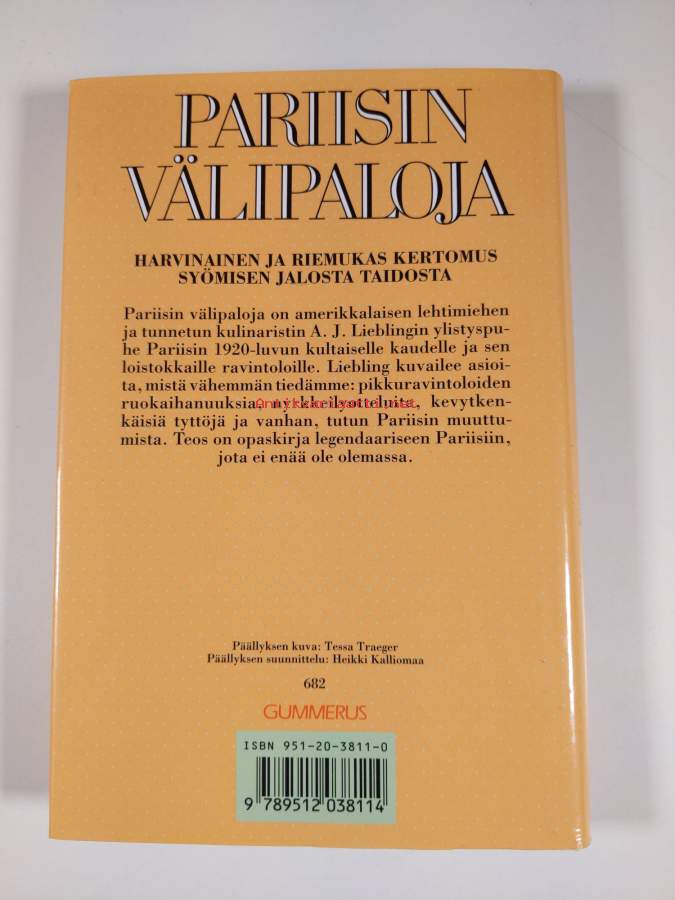 PARIISIN
VÄLIPALOJA
HARVINAINEN JA RIEMUKAS KERTOMUS
SYÖMISEN JALOSTA TAIDOSTA
Pariisin välipaloja on amerikkalaisen lehtimiehen
ja tunnetun kulinaristin A. J. Lieblingin ylistyspu-
he Pariisin 1920-luvun kultaiselle kaudelle ja sen
loistokkaille ravintoloille. Liebling kuvailee asioi-
ta, mistä vähemmän tiedämme: pikkuravintoloiden
ruokaihanuuksia, nyrkkeilyotteluita, kevytken-
Antikvariaatti.net
käisiä tyttöjä ja vanhan, tutun Pariisin muuttu-
mista. Teos on opaskirja legendaariseen Pariisiin,
jota ei enää ole olemassa.
Päällyksen kuva: Tessa Traeger
Päällyksen suunnittelu: Heikki Kalliomaa
682
GUMMERUS
ISBN 951-20-3811-0
9 789512 038114